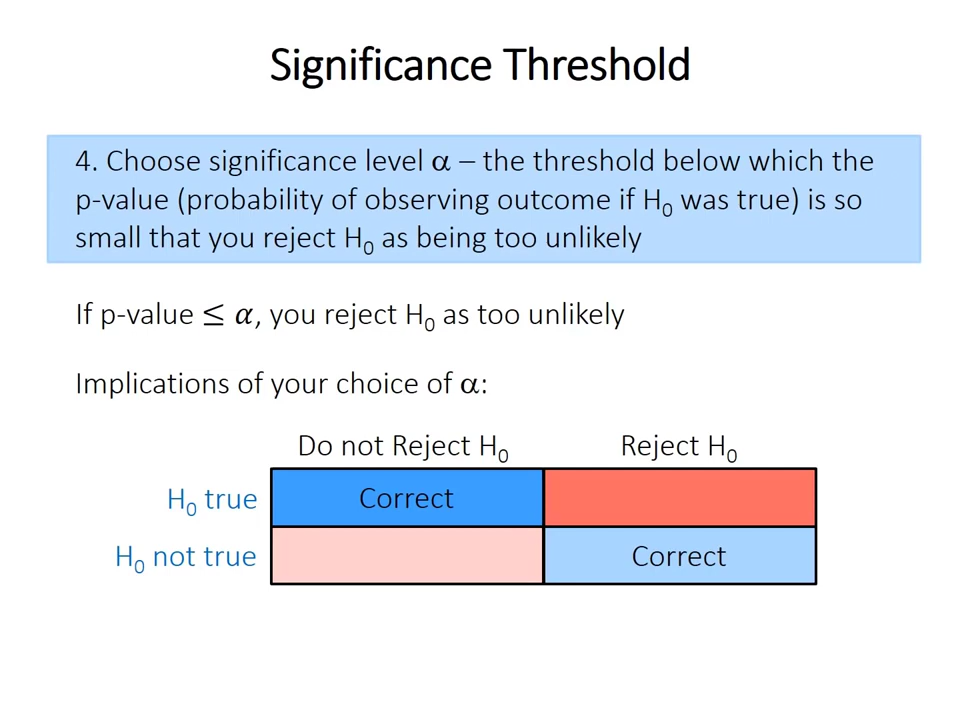 Significance Threshold
4. Choose significance level α – the threshold below which the
p-value (probability of observing outcome if H₀ was true) is so
small that you reject H₀ as being too unlikely
If p-value ≤ α, you reject H₀ as too unlikely
Implications of your choice of α:
Do not Reject H₀ Reject H₀
H₀ true Correct
H₀ not true Correct